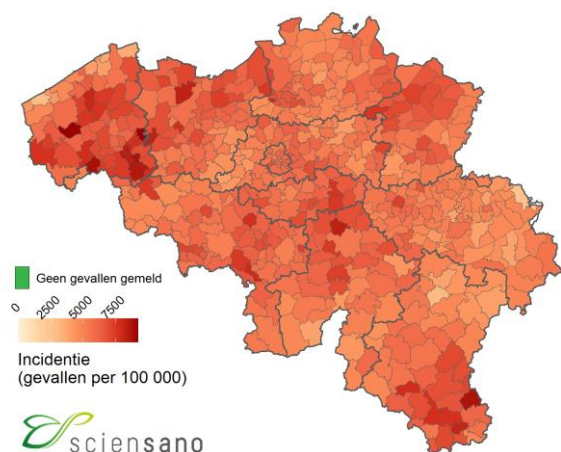 Geen gevallen gemeld
0
2500
5000
7500
Incidentie
(gevallen per 100 000)
sciensano